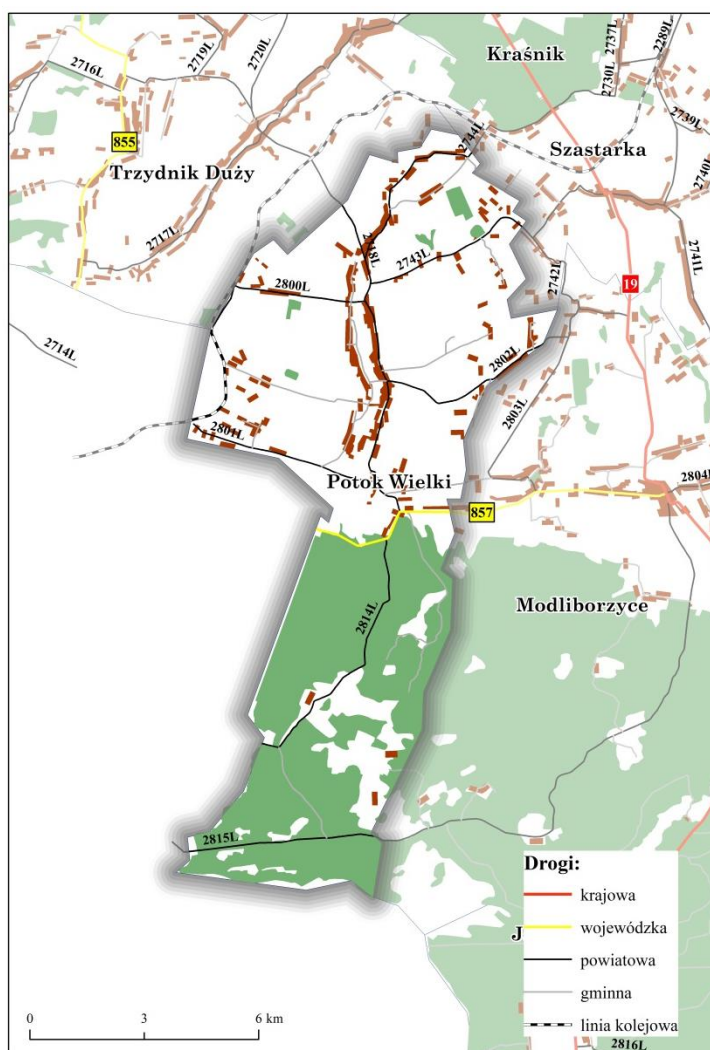 2719L
2720L
2716L
Kraśnik
2737L
2730L
2289L
855
Trzydnik Duży
2744L
Szastarka
2739L
2740L
2717L
2748L
2743L
2741L
2800L
2742L
19
2714L
2802L
2803L
2801L
Potok Wielki
2804L
857
2814L
Modliborzyce
2815L
Drogi:
krajowa
J
wojewódzka
powiatowa
gminna
linia kolejowa
0 3 6 km
2816L